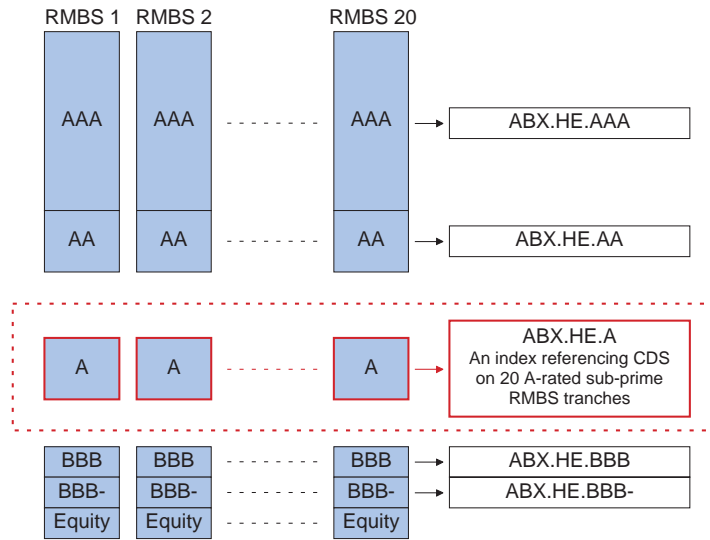 RMBS 1 RMBS 2 RMBS 20
AAA AAA AAA ABX.HE.AAA
AA AA AA ABX.HE.AA
A A A
ABX.HE.A
An index referencing CDS
on 20 A-rated sub-prime
RMBS tranches
BBB BBB BBB ABX.HE.BBB
BBB- BBB- BBB- ABX.HE.BBB-
Equity Equity Equity